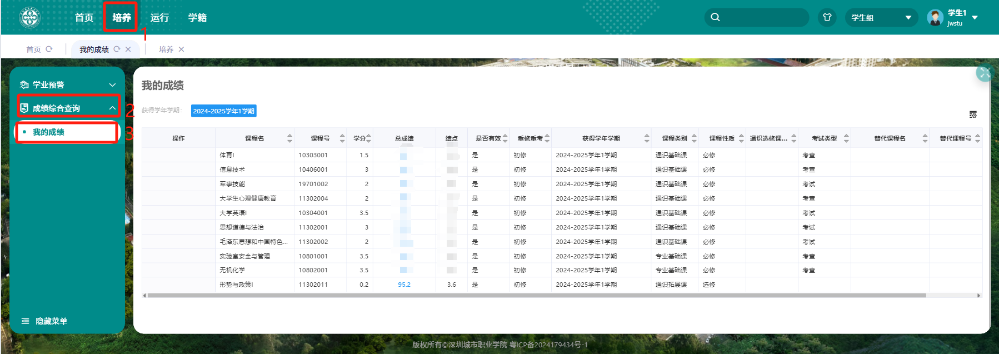 首页 培养 运行 学籍 学生组 学生1
jwstu
1
首页 我的成绩 培养
学业预警
成绩综合查询 2
我的成绩 3
隐藏菜单
我的成绩
获得学年学期: 2024-2025学年1学期
操作 课程名 课程号 学分 总成绩 绩点 是否有效 重修重考 获得学年学期 课程类别 课程性质 通识选修课... 考试类型 替代课程名 替代课程号
体育I 10303001 1.5 是 初修 2024-2025学年1学期 通识基础课 必修 考查
信息技术 10406001 3 是 初修 2024-2025学年1学期 通识基础课 必修 考查
军事技能 19701002 2 是 初修 2024-2025学年1学期 通识基础课 必修 考试
大学生心理健康教育 11302004 2 是 初修 2024-2025学年1学期 通识基础课 必修 考查
大学英语I 10304001 3.5 是 初修 2024-2025学年1学期 通识基础课 必修 考试
思想道德与法治 11302001 3 是 初修 2024-2025学年1学期 通识基础课 必修 考试
毛泽东思想和中国特色... 11302002 2 是 初修 2024-2025学年1学期 通识基础课 必修 考试
实验室安全与管理 10801001 3.5 是 初修 2024-2025学年1学期 专业基础课 必修 考查
无机化学 10802001 3.5 是 初修 2024-2025学年1学期 专业基础课 必修 考查
形势与政策I 11302011 0.2 95.2 3.6 是 初修 2024-2025学年1学期 通识拓展课 选修
版权所有©深圳城市职业学院 粤ICP备2024179434号-1